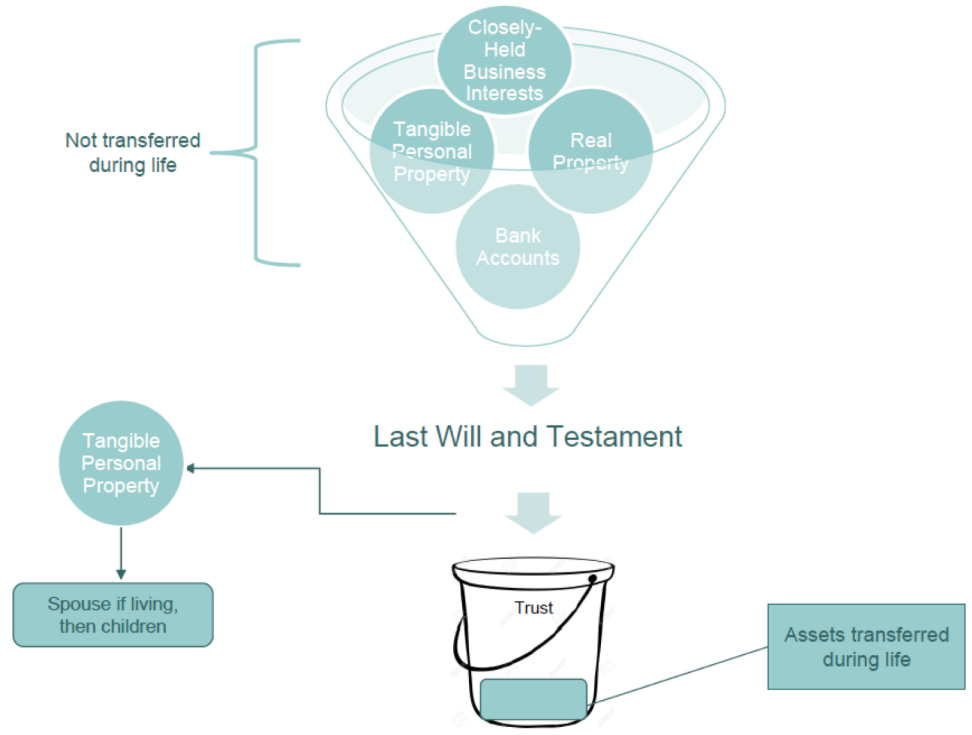 Closely-
Held
Business
Interests
Not transferred
during life
Tangible
Personal
Property
Real
Property
Bank
Accounts
Last Will and Testament
Tangible
Personal
Property
Spouse if living,
then children
Trust
Assets transferred
during life